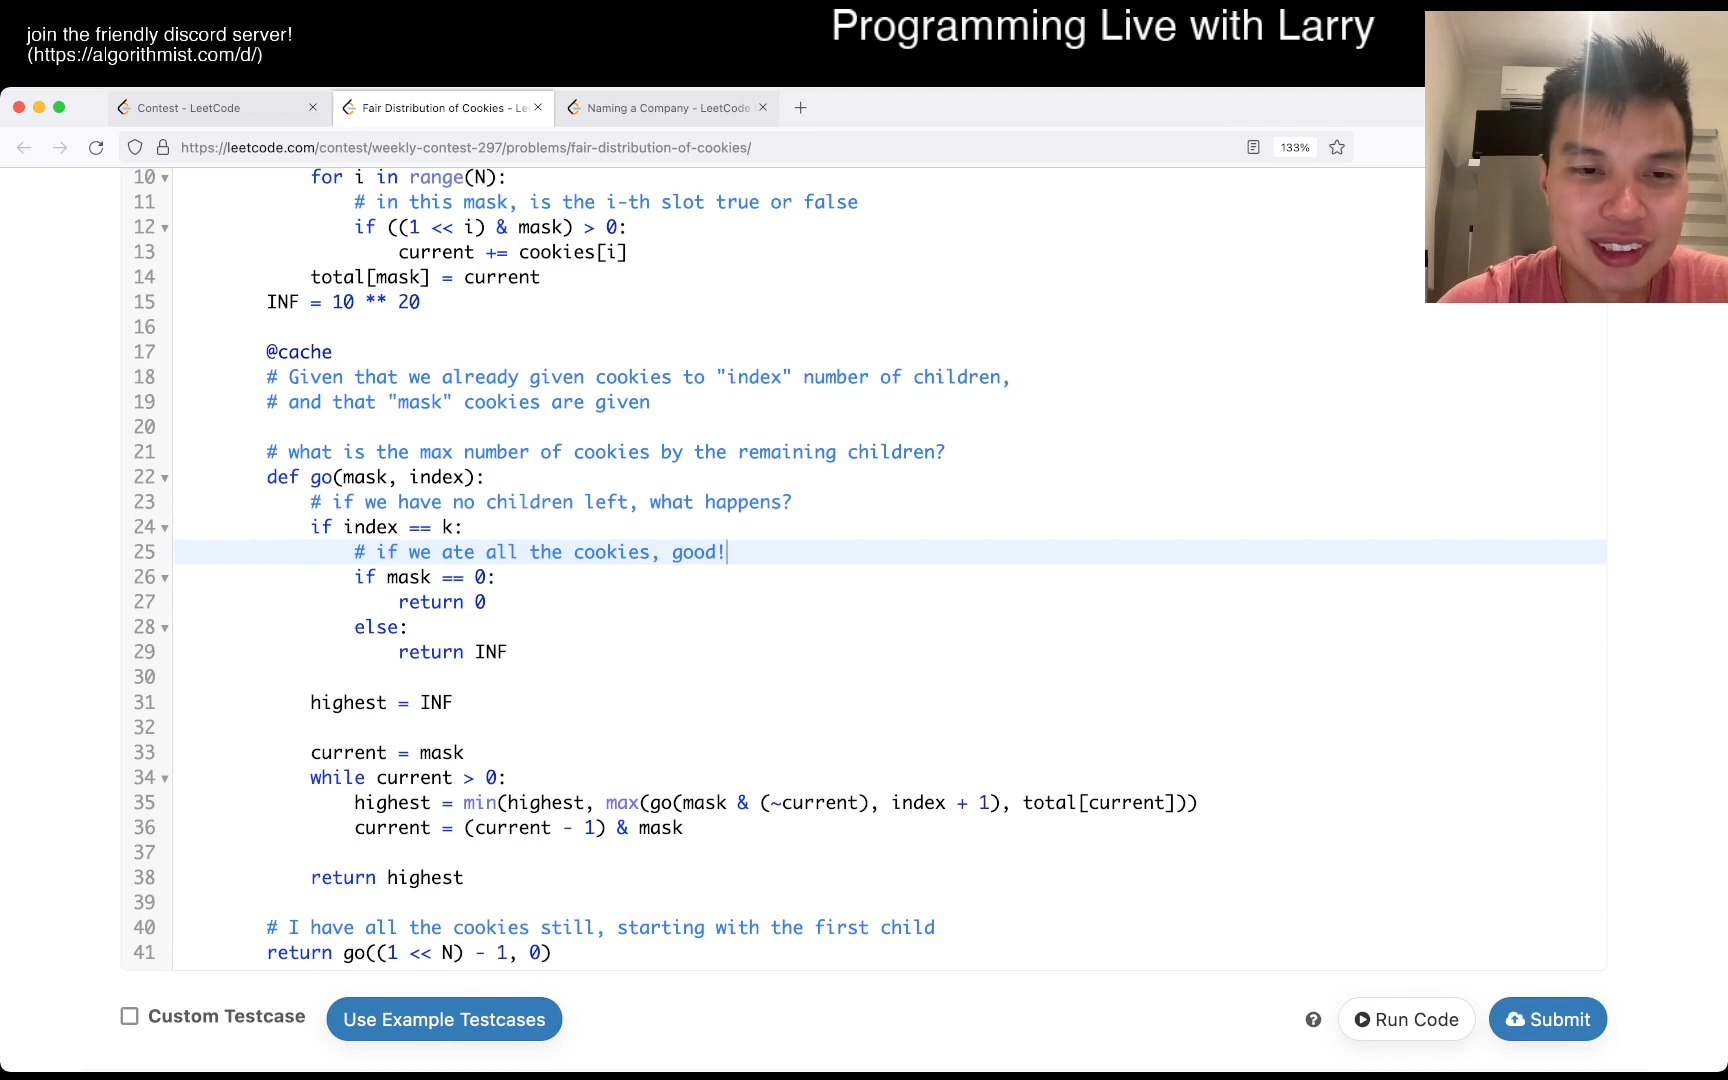 join the friendly discord server!
(https://algorithmist.com/d/)
Programming Live with Larry
Contest - LeetCode
Fair Distribution of Cookies - Le
Naming a Company - LeetCode
https://leetcode.com/contest/weekly-contest-297/problems/fair-distribution-of-cookies/
133%
10 for i in range(N):
11 # in this mask, is the i-th slot true or false
12 if ((1 << i) & mask) > 0:
13 current += cookies[i]
14 total[mask] = current
15 INF = 10 ** 20
16
17 @cache
18 # Given that we already given cookies to "index" number of children,
19 # and that "mask" cookies are given
20
21 # what is the max number of cookies by the remaining children?
22 def go(mask, index):
23 # if we have no children left, what happens?
24 if index == k:
25 # if we ate all the cookies, good!
26 if mask == 0:
27 return 0
28 else:
29 return INF
30
31 highest = INF
32
33 current = mask
34 while current > 0:
35 highest = min(highest, max(go(mask & (~current), index + 1), total[current]))
36 current = (current - 1) & mask
37
38 return highest
39
40 # I have all the cookies still, starting with the first child
41 return go((1 << N) - 1, 0)
Custom Testcase
Use Example Testcases
Run Code
Submit